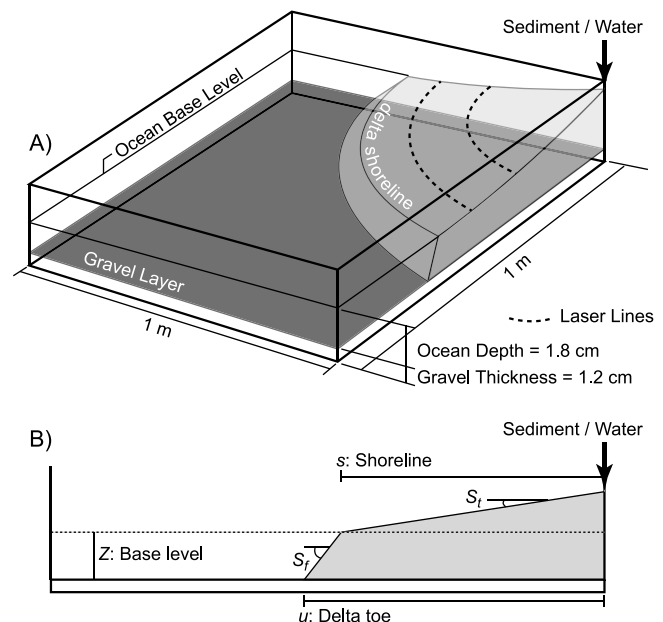 Sediment / Water
A)
Ocean Base Level
delta shoreline
Gravel Layer
1 m
1 m
Laser Lines
Ocean Depth = 1.8 cm
Gravel Thickness = 1.2 cm
B)
Sediment / Water
s: Shoreline
St
Z: Base level
Sf
u: Delta toe